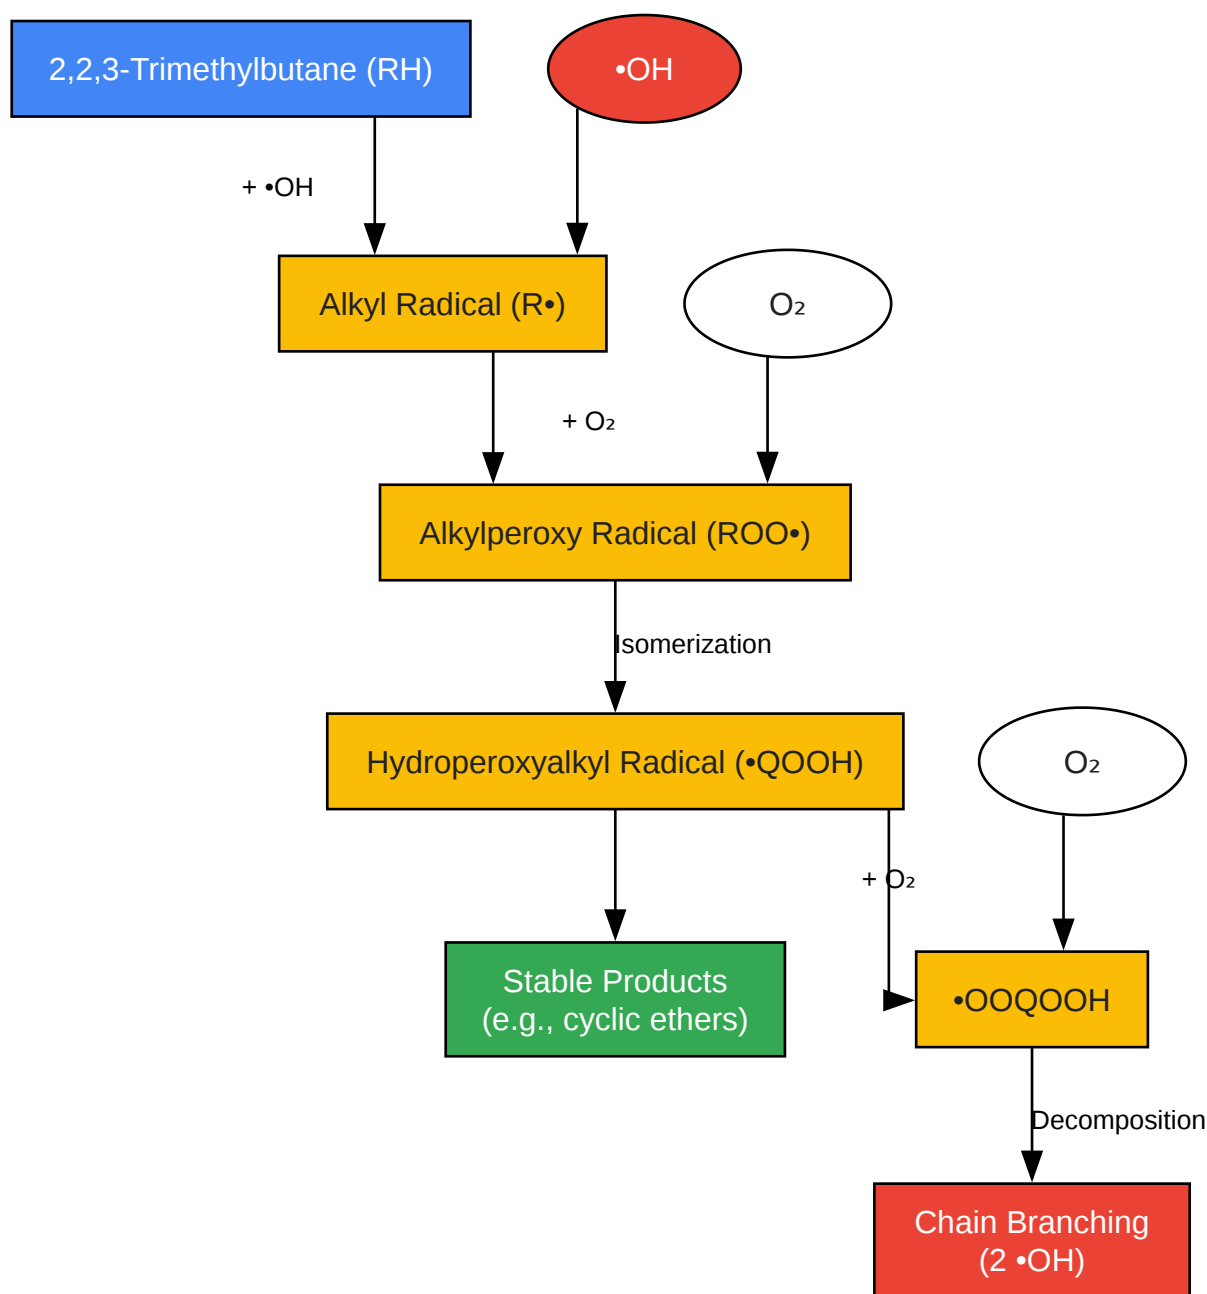 2,2,3-Trimethylbutane (RH)
•OH
+ •OH
Alkyl Radical (R•)
O₂
+ O₂
Alkylperoxy Radical (ROO•)
Isomerization
Hydroperoxyalkyl Radical (•QOOH)
O₂
+ O₂
Stable Products
(e.g., cyclic ethers)
•OOQOOH
Decomposition
Chain Branching
(2 •OH)